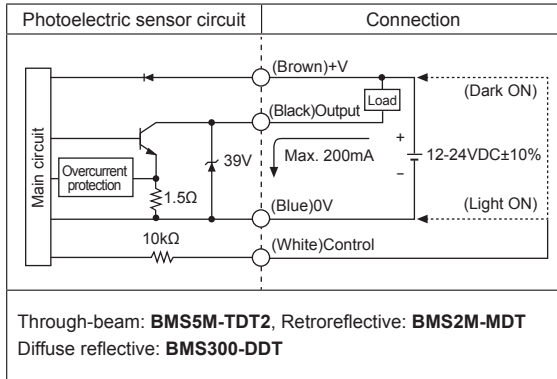 Photoelectric sensor circuit
Connection
Main circuit
Overcurrent
protection
1.5Ω
39V
10kΩ
(Brown)+V
(Black)Output
Load
Max. 200mA
(Blue)0V
(White)Control
+
12-24VDC±10%
−
(Dark ON)
(Light ON)
Through-beam: BMS5M-TDT2, Retroreflective: BMS2M-MDT
Diffuse reflective: BMS300-DDT